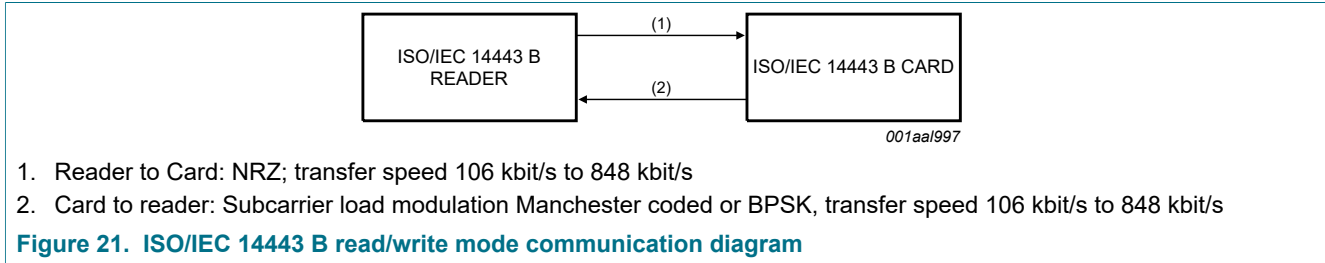 (1)
ISO/IEC 14443 B
READER
ISO/IEC 14443 B CARD
(2)
001aal997
1. Reader to Card: NRZ; transfer speed 106 kbit/s to 848 kbit/s
2. Card to reader: Subcarrier load modulation Manchester coded or BPSK, transfer speed 106 kbit/s to 848 kbit/s
Figure 21. ISO/IEC 14443 B read/write mode communication diagram